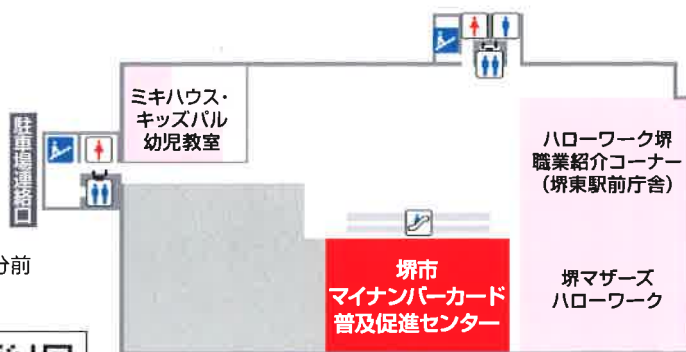 ミキハウス・
キッズパル
幼児教室
駐車場連絡口
ハローワーク堺
職業紹介コーナー
(堺東駅前庁舎)
分前
堺市
マイナンバーカード
普及促進センター
堺マザーズ
ハローワーク